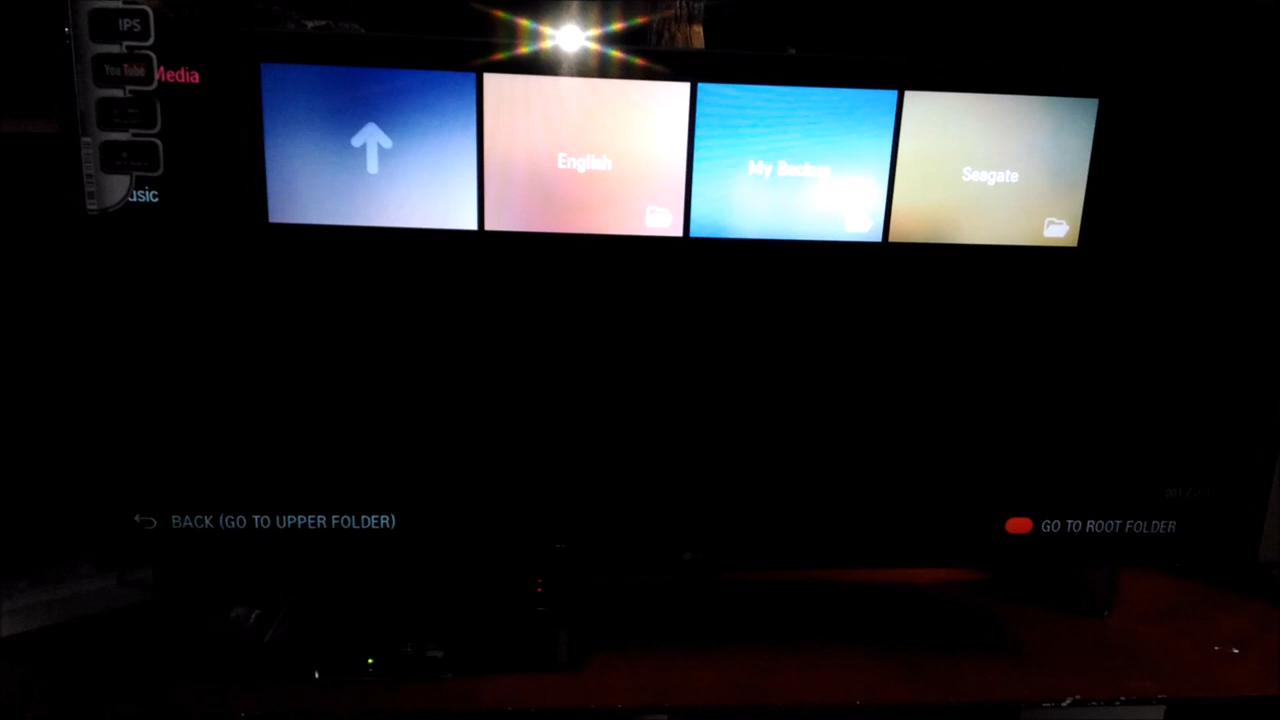 IPS
You Tube
Media
usic
English
My Backup
Seagate
BACK (GO TO UPPER FOLDER)
GO TO ROOT FOLDER